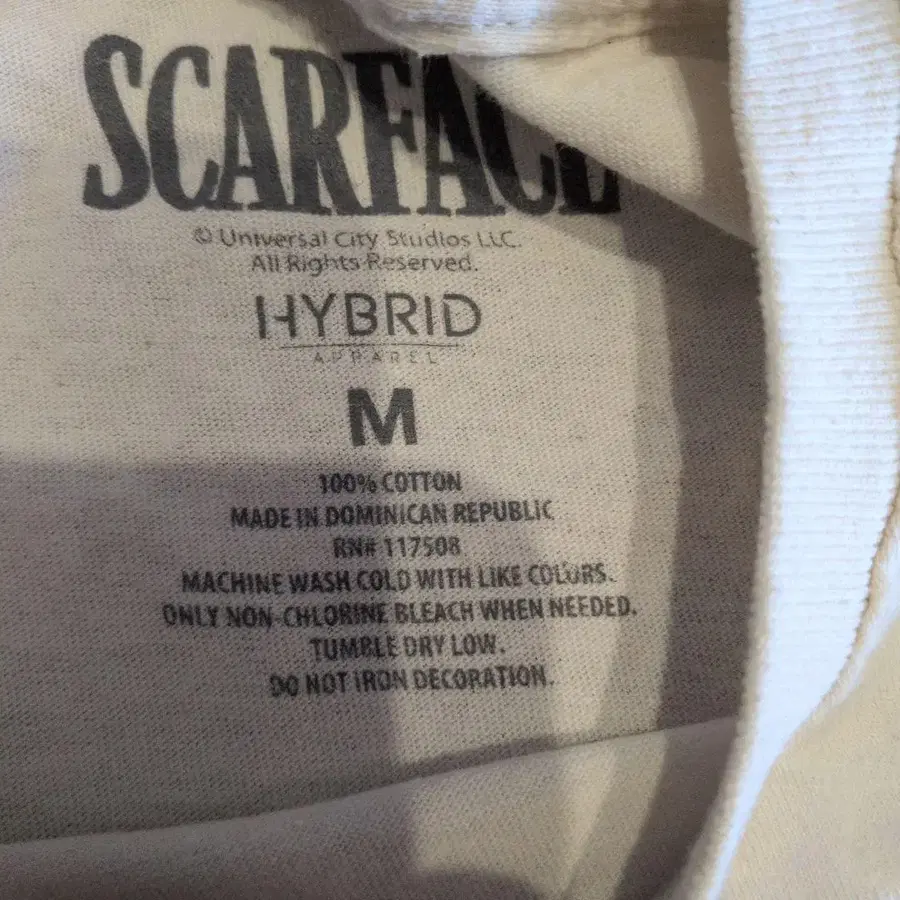 SCARFACE
© Universal City Studios LLC.
All Rights Reserved.
HYBRID
APPAREL
M
100% COTTON
MADE IN DOMINICAN REPUBLIC
RN# 117508
MACHINE WASH COLD WITH LIKE COLORS.
ONLY NON-CHLORINE BLEACH WHEN NEEDED.
TUMBLE DRY LOW.
DO NOT IRON DECORATION.